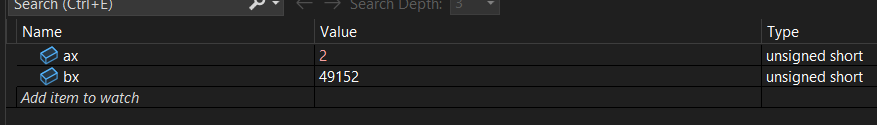 Search (Ctrl+E) Search Depth: 3
Name Value Type
ax 2 unsigned short
bx 49152 unsigned short
Add item to watch